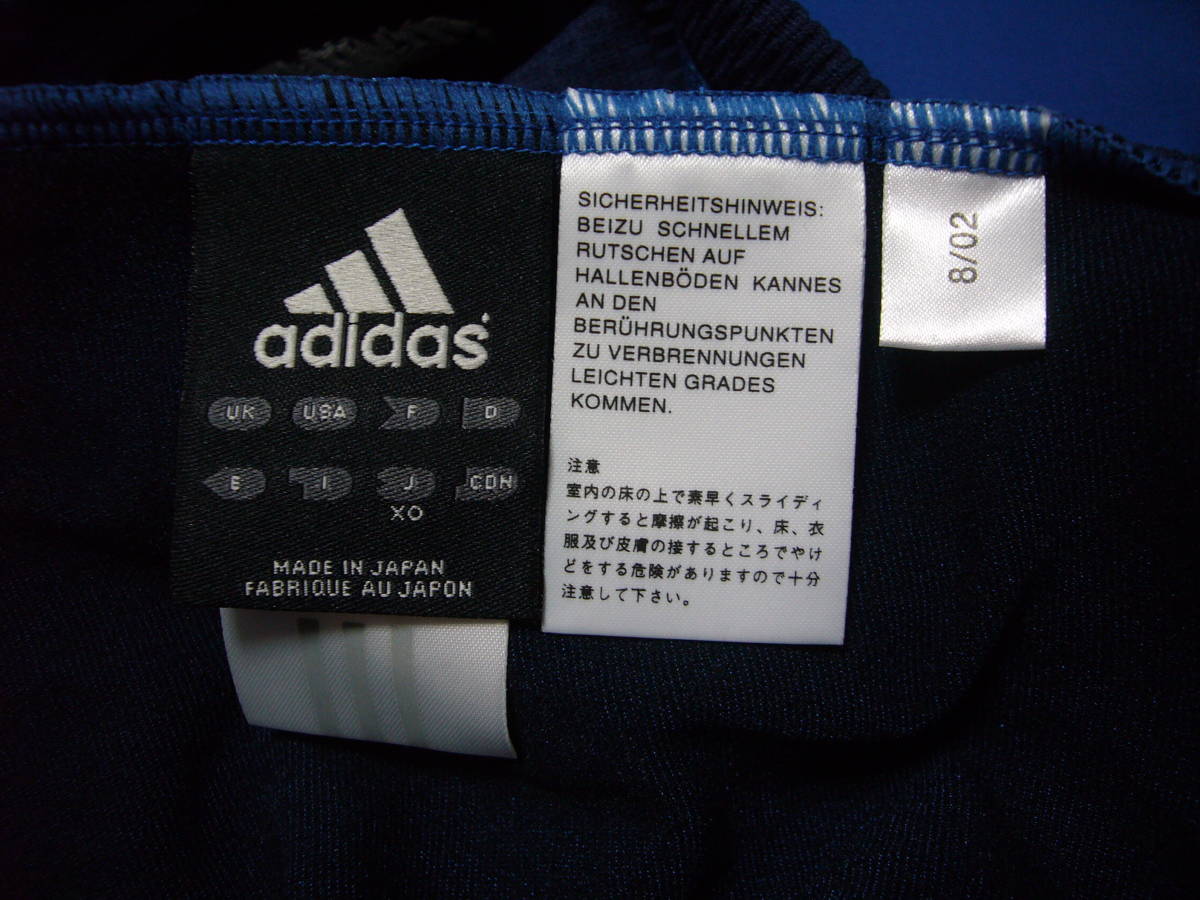 adidas
UK USA F D
E I J CDN
XO
MADE IN JAPAN
FABRIQUE AU JAPON
SICHERHEITSHINWEIS:
BEIZU SCHNELLEM
RUTSCHEN AUF
HALLENBÖDEN KANNES
AN DEN
BERÜHRUNGSPUNKTEN
ZU VERBRENNUNGEN
LEICHTEN GRADES
KOMMEN.
注意
室内の床の上で素早くスライディ
ングすると摩擦が起こり、床、衣
服及び皮膚の接するところでやけ
どをする危険がありますので十分
注意して下さい。
8/02